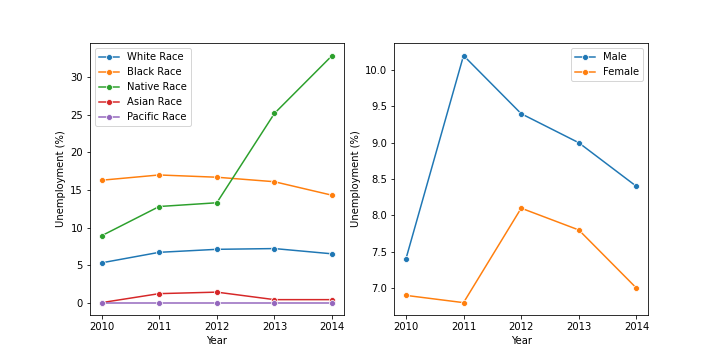 White Race
Black Race
Native Race
Asian Race
Pacific Race
Unemployment (%)
30
25
20
15
10
5
0
2010 2011 2012 2013 2014
Year
Male
Female
Unemployment (%)
10.0
9.5
9.0
8.5
8.0
7.5
7.0
2010 2011 2012 2013 2014
Year